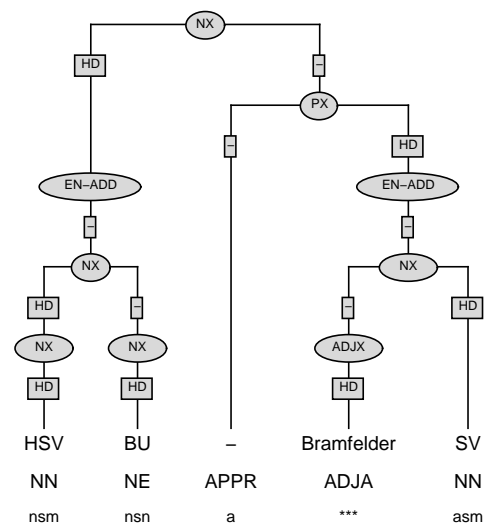 NX
HD –
PX
– HD
EN–ADD EN–ADD
– –
NX NX
HD – – HD
NX NX ADJX
HD HD HD
HSV BU – Bramfelder SV
NN NE APPR ADJA NN
nsm nsn a *** asm